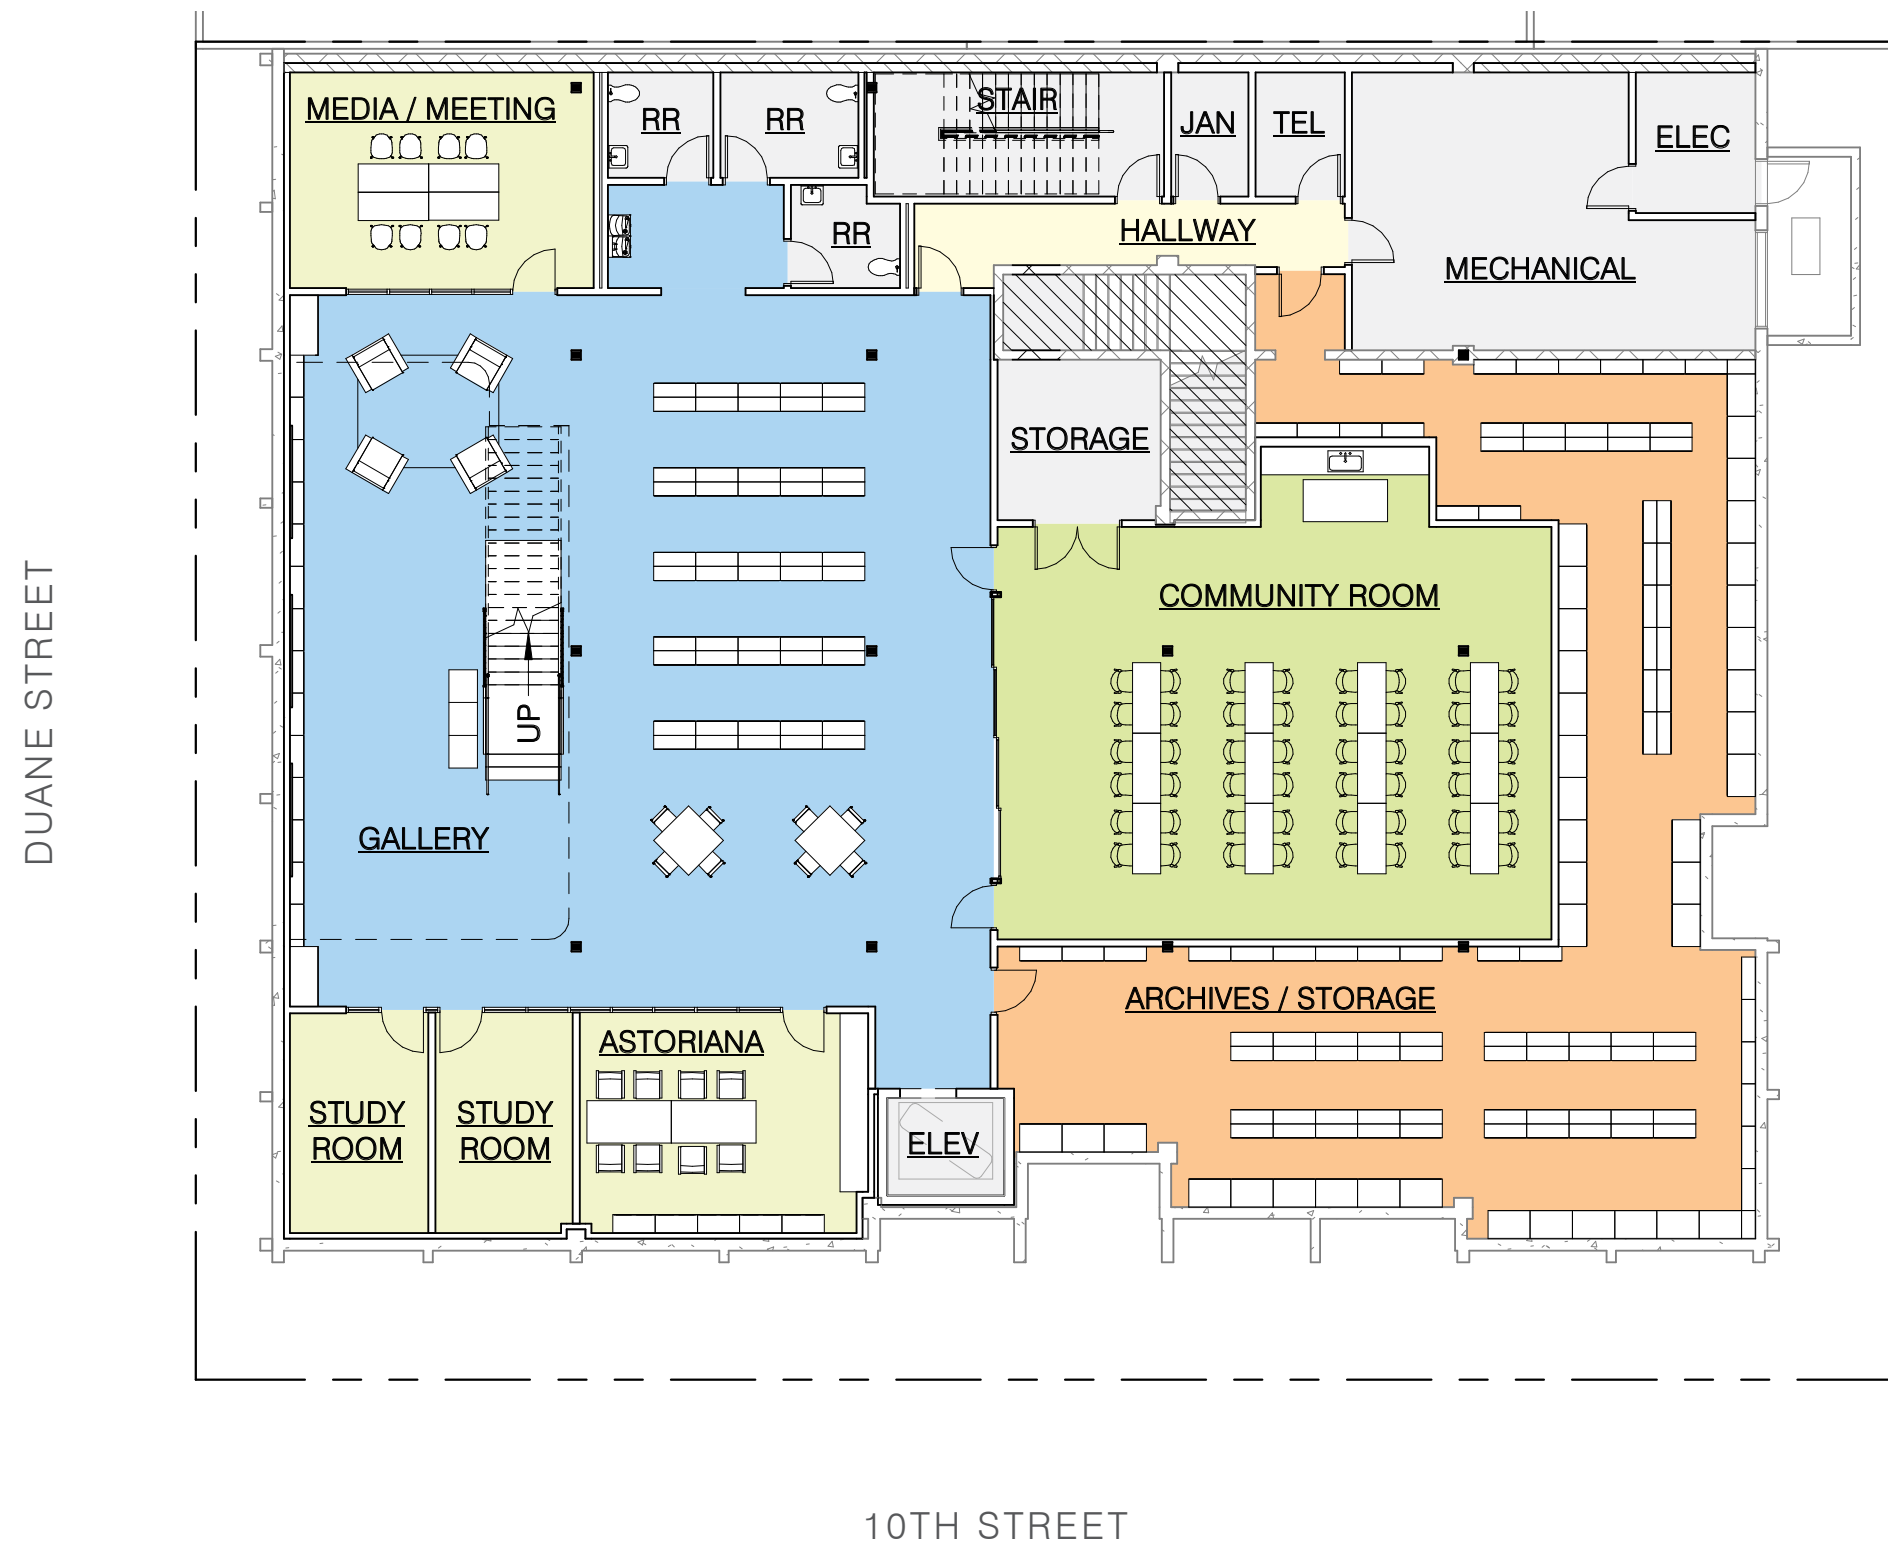 MEDIA / MEETING
RR
RR
STAIR
JAN
TEL
ELEC
RR
HALLWAY
MECHANICAL
STORAGE
COMMUNITY ROOM
UP
GALLERY
ARCHIVES / STORAGE
ASTORIANA
STUDY
ROOM
STUDY
ROOM
ELEV
DUANE STREET
10TH STREET